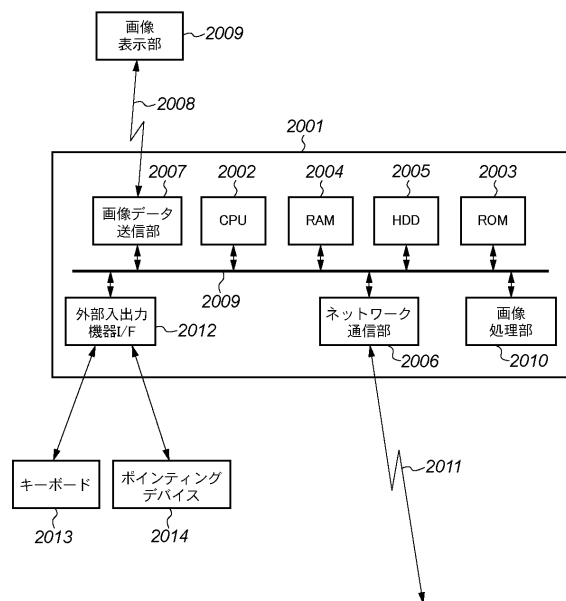 画像
表示部
2009
2008
2001
2007
2002
2004
2005
2003
画像データ
送信部
CPU
RAM
HDD
ROM
2009
外部入出力
機器I/F
2012
ネットワーク
通信部
2006
画像
処理部
2010
2011
キーボード
2013
ポインティング
デバイス
2014